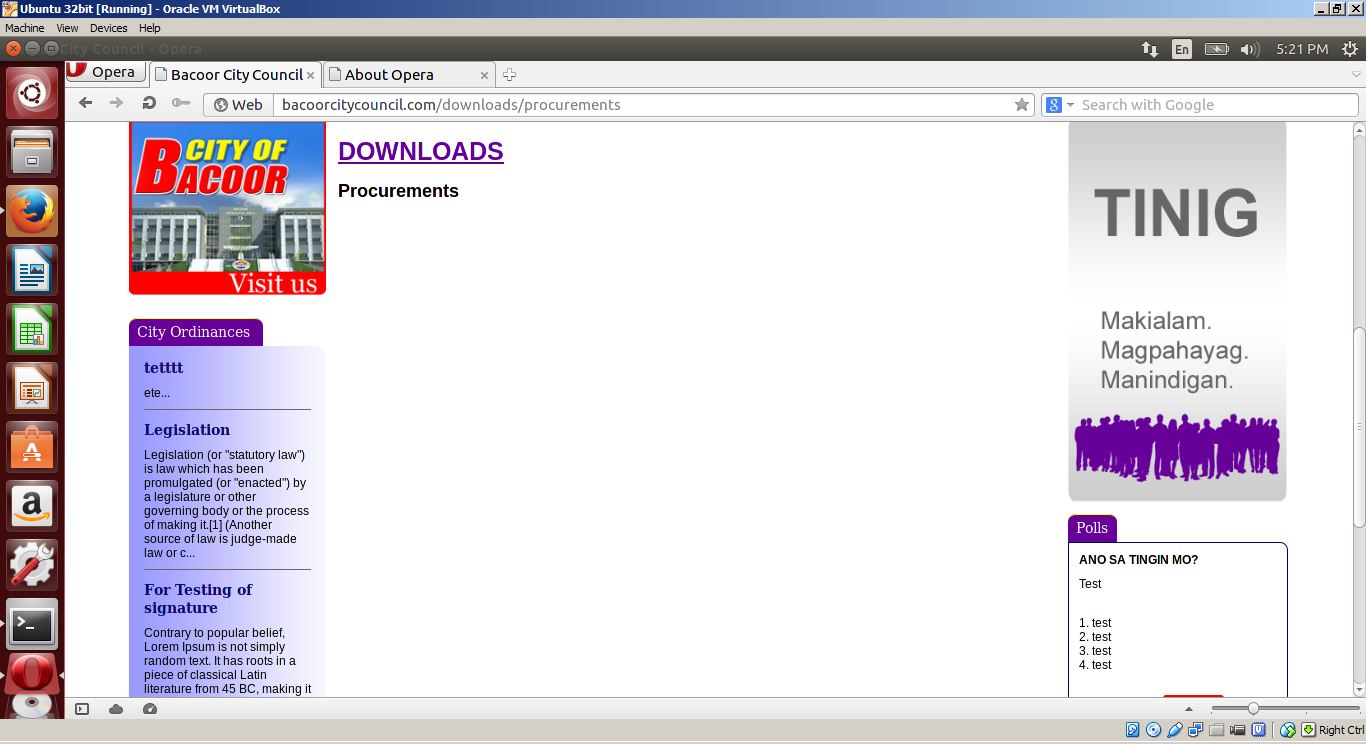 Ubuntu 32bit [Running] - Oracle VM VirtualBox
Machine View Devices Help
City Council - Opera
En
5:21 PM
Opera
Bacoor City Council
About Opera
Web
bacoorcitycouncil.com/downloads/procurements
Search with Google
CITY OF
BACOOR
Visit us
DOWNLOADS
Procurements
City Ordinances
tetttt
ete...
Legislation
Legislation (or "statutory law")
is law which has been
promulgated (or "enacted") by
a legislature or other
governing body or the process
of making it.[1] (Another
source of law is judge-made
law or c...
For Testing of
signature
Contrary to popular belief,
Lorem Ipsum is not simply
random text. It has roots in a
piece of classical Latin
literature from 45 BC, making it
TINIG
Makialam.
Magpahayag.
Manindigan.
Polls
ANO SA TINGIN MO?
Test
1. test
2. test
3. test
4. test
Right Ctrl